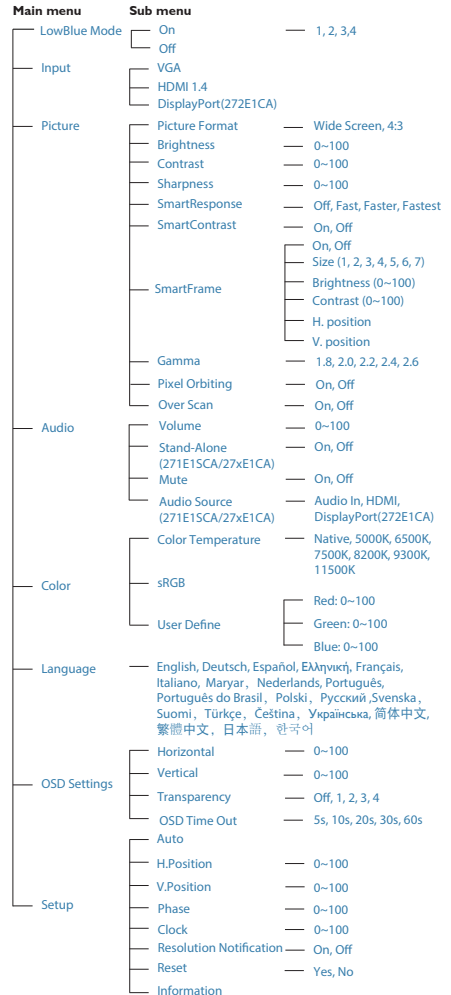 Main menu Sub menu
LowBlue Mode On 1, 2, 3,4
Off
Input VGA
HDMI 1.4
DisplayPort(272E1CA)
Picture Picture Format Wide Screen, 4:3
Brightness 0~100
Contrast 0~100
Sharpness 0~100
SmartResponse Off, Fast, Faster, Fastest
SmartContrast On, Off
SmartFrame On, Off
Size (1, 2, 3, 4, 5, 6, 7)
Brightness (0~100)
Contrast (0~100)
H. position
V. position
Gamma 1.8, 2.0, 2.2, 2.4, 2.6
Pixel Orbiting On, Off
Over Scan On, Off
Audio Volume 0~100
Stand-Alone On, Off
(271E1SCA/27xE1CA)
Mute On, Off
Audio Source Audio In, HDMI,
(271E1SCA/27xE1CA) DisplayPort(272E1CA)
Color Color Temperature Native, 5000K, 6500K,
7500K, 8200K, 9300K,
11500K
sRGB
User Define Red: 0~100
Green: 0~100
Blue: 0~100
Language English, Deutsch, Español, Ελληνική, Français,
Italiano, Maryar, Nederlands, Português,
Português do Brasil, Polski, Русский ,Svenska,
Suomi, Türkçe, Čeština, Українська, 简体中文,
繁體中文, 日本語, 한국어
OSD Settings Horizontal 0~100
Vertical 0~100
Transparency Off, 1, 2, 3, 4
OSD Time Out 5s, 10s, 20s, 30s, 60s
Setup Auto
H.Position 0~100
V.Position 0~100
Phase 0~100
Clock 0~100
Resolution Notification On, Off
Reset Yes, No
Information